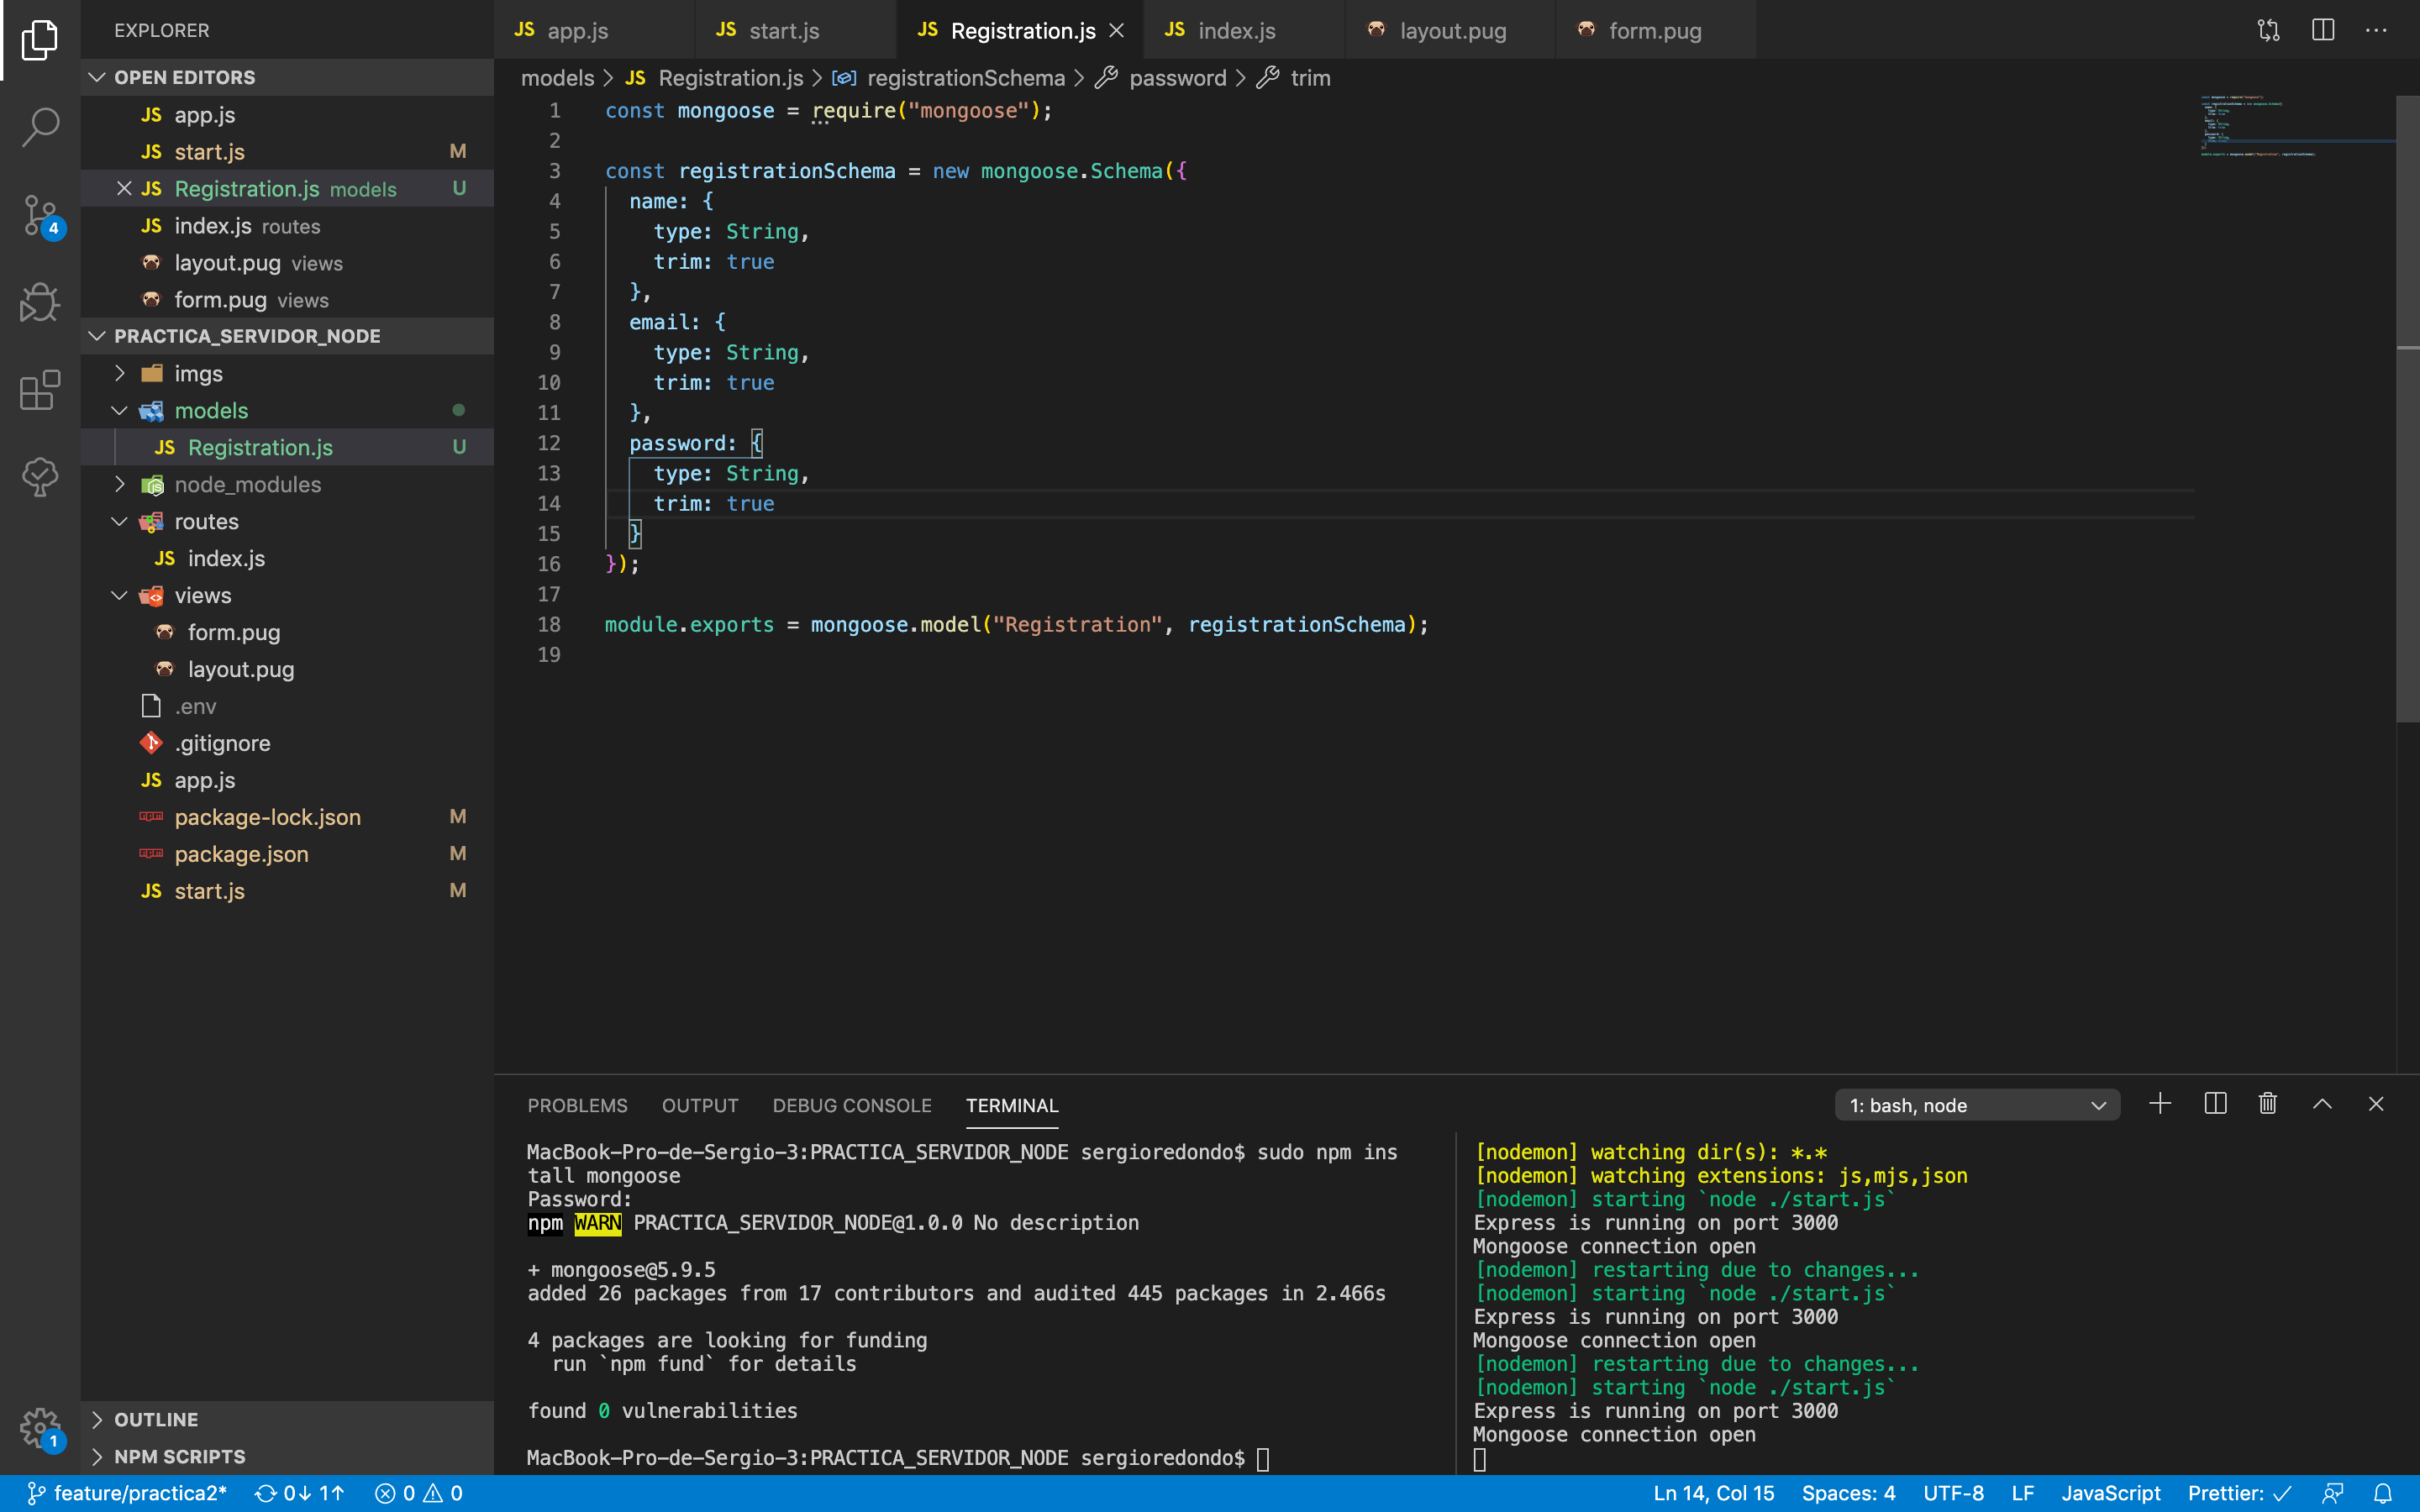 EXPLORER
OPEN EDITORS
JS app.js
JS start.js M
JS Registration.js models U
JS index.js routes
layout.pug views
form.pug views
PRACTICA_SERVIDOR_NODE
imgs
models
JS Registration.js U
node_modules
routes
JS index.js
views
form.pug
layout.pug
.env
.gitignore
JS app.js
package-lock.json M
package.json M
JS start.js M
OUTLINE
NPM SCRIPTS
4
1
JS app.js
JS start.js
JS Registration.js
JS index.js
layout.pug
form.pug
models > JS Registration.js > registrationSchema > password > trim
1 const mongoose = require("mongoose");
2
3 const registrationSchema = new mongoose.Schema({
4 name: {
5 type: String,
6 trim: true
7 },
8 email: {
9 type: String,
10 trim: true
11 },
12 password: {
13 type: String,
14 trim: true
15 }
16 });
17
18 module.exports = mongoose.model("Registration", registrationSchema);
19
PROBLEMS OUTPUT DEBUG CONSOLE TERMINAL
1: bash, node
MacBook-Pro-de-Sergio-3:PRACTICA_SERVIDOR_NODE sergioredondo$ sudo npm ins
tall mongoose
Password:
npm WARN PRACTICA_SERVIDOR_NODE@1.0.0 No description
+ mongoose@5.9.5
added 26 packages from 17 contributors and audited 445 packages in 2.466s
4 packages are looking for funding
run `npm fund` for details
found 0 vulnerabilities
MacBook-Pro-de-Sergio-3:PRACTICA_SERVIDOR_NODE sergioredondo$
[nodemon] watching dir(s): *.*
[nodemon] watching extensions: js,mjs,json
[nodemon] starting `node ./start.js`
Express is running on port 3000
Mongoose connection open
[nodemon] restarting due to changes...
[nodemon] starting `node ./start.js`
Express is running on port 3000
Mongoose connection open
[nodemon] restarting due to changes...
[nodemon] starting `node ./start.js`
Express is running on port 3000
Mongoose connection open
feature/practica2* 0↓ 1↑ 0 0
Ln 14, Col 15 Spaces: 4 UTF-8 LF JavaScript Prettier: ✓